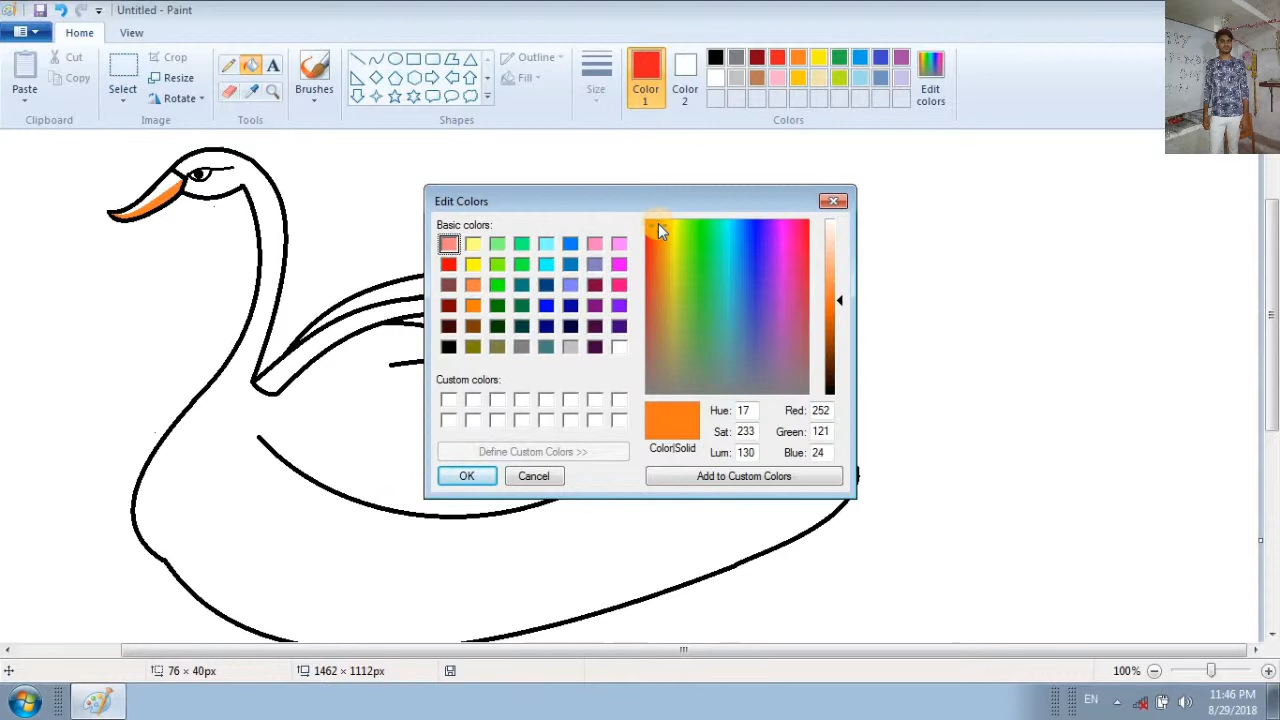 Untitled - Paint
Home
View
Paste
Cut
Copy
Clipboard
Select
Crop
Resize
Rotate
Image
A
Tools
Brushes
Outline
Fill
Shapes
Size
Color 1
Color 2
Edit colors
Colors
Edit Colors
Basic colors:
Custom colors:
Define Custom Colors >>
OK
Cancel
Color|Solid
Hue: 17
Sat: 233
Lum: 130
Red: 252
Green: 121
Blue: 24
Add to Custom Colors
76 × 40px
1462 × 1112px
100%
EN
11:46 PM
8/29/2018